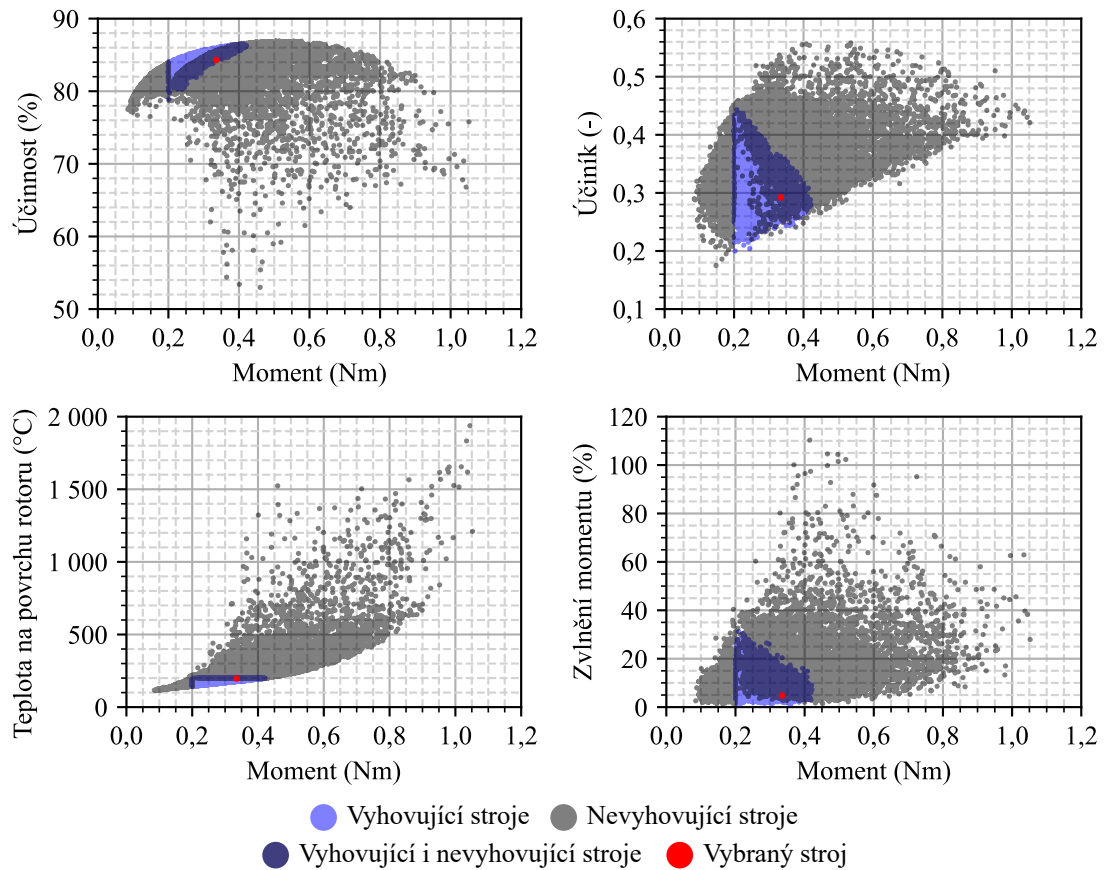 90
80
70
60
50
Účinnost (%)
0,0 0,2 0,4 0,6 0,8 1,0 1,2
Moment (Nm)
0,6
0,5
0,4
0,3
0,2
0,1
Účiník (-)
0,0 0,2 0,4 0,6 0,8 1,0 1,2
Moment (Nm)
2 000
1 500
1 000
500
0
Teplota na povrchu rotoru (°C)
0,0 0,2 0,4 0,6 0,8 1,0 1,2
Moment (Nm)
120
100
80
60
40
20
0
Zvlnění momentu (%)
0,0 0,2 0,4 0,6 0,8 1,0 1,2
Moment (Nm)
Vyhovující stroje Nevyhovující stroje
Vyhovující i nevyhovující stroje Vybraný stroj